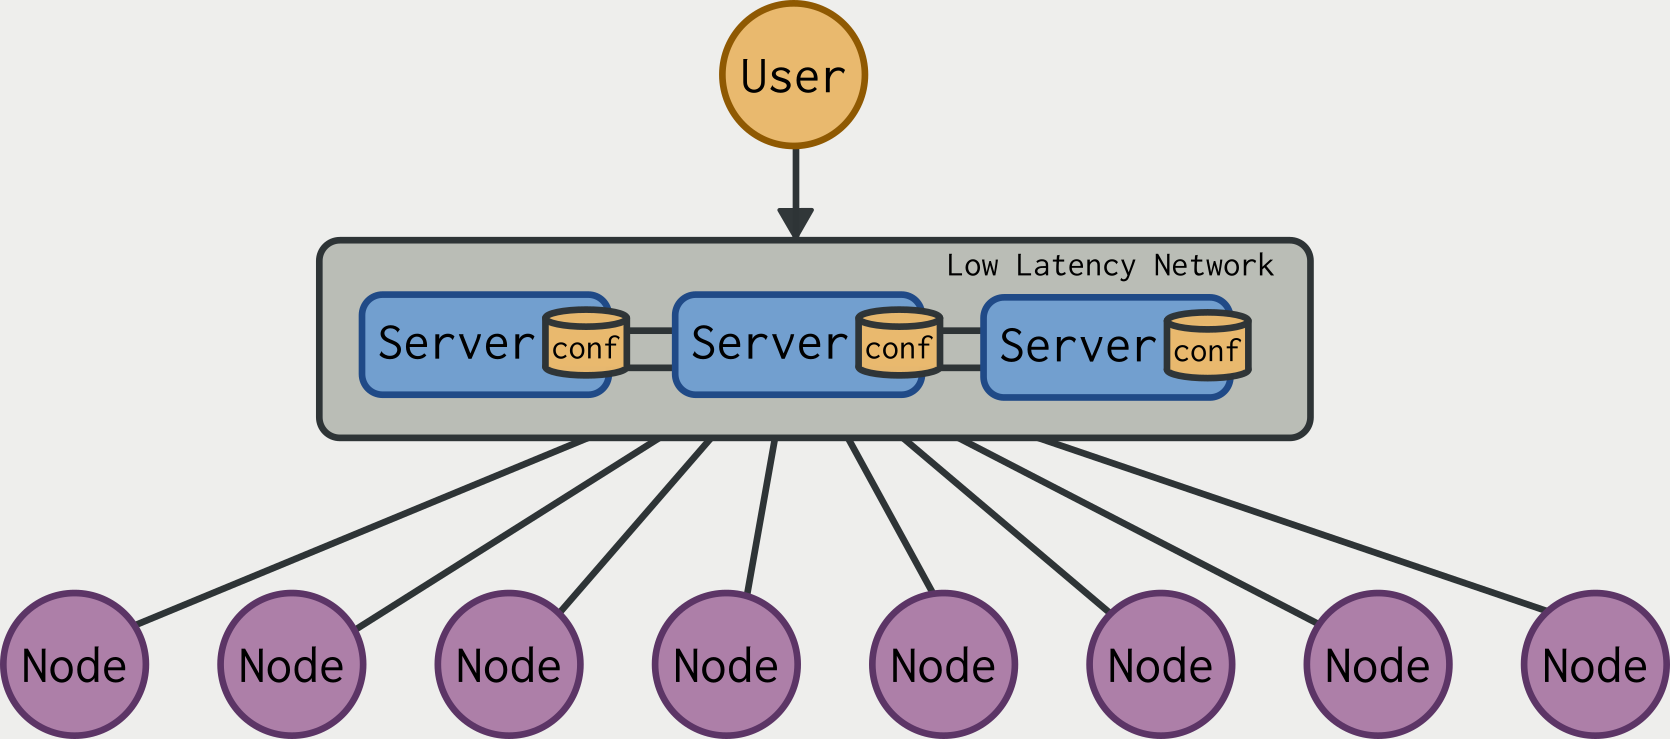 User
Low Latency Network
Server conf Server conf Server conf
Node Node Node Node Node Node Node Node